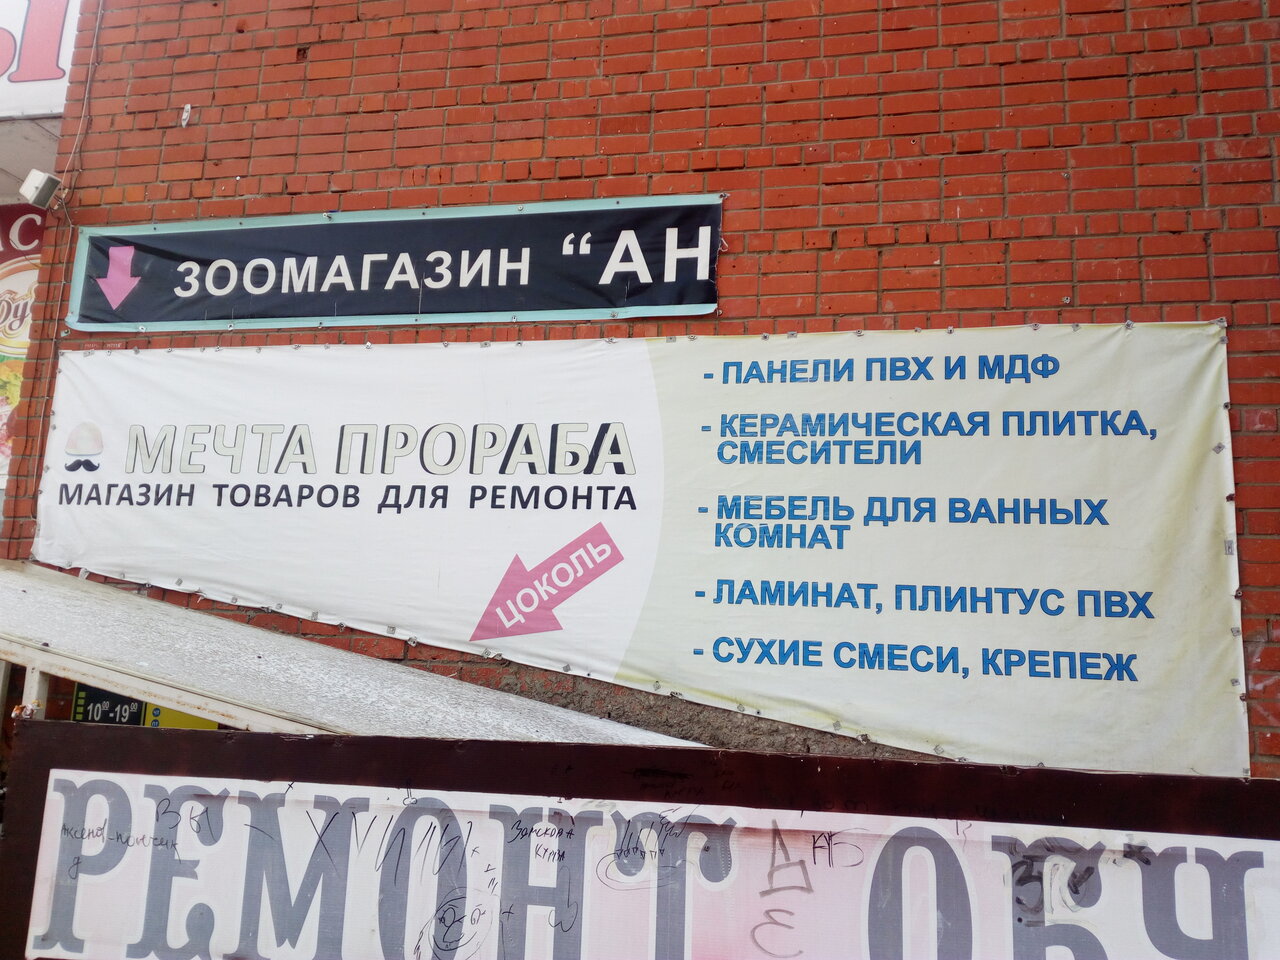 ЗООМАГАЗИН "АН
МЕЧТА ПРОРАБА
МАГАЗИН ТОВАРОВ ДЛЯ РЕМОНТА
ЦОКОЛЬ
- ПАНЕЛИ ПВХ И МДФ
- КЕРАМИЧЕСКАЯ ПЛИТКА,
СМЕСИТЕЛИ
- МЕБЕЛЬ ДЛЯ ВАННЫХ
КОМНАТ
- ЛАМИНАТ, ПЛИНТУС ПВХ
- СУХИЕ СМЕСИ, КРЕПЕЖ
10⁰⁰-19⁰⁰
РЕМОНТ ОБУ